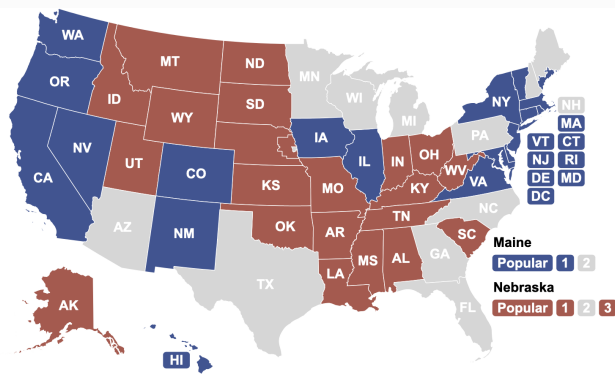 WA
MT
ND
MN
OR
ID
SD
WI
MI
NY
NH
WY
IA
PA
MA
NV
UT
CO
IL
IN
OH
VT
CT
CA
KS
MO
KY
WV
VA
NJ
RI
DE
MD
DC
AZ
NM
OK
AR
TN
NC
SC
MS
AL
GA
LA
TX
FL
AK
HI
Maine
Popular 1 2
Nebraska
Popular 1 2 3